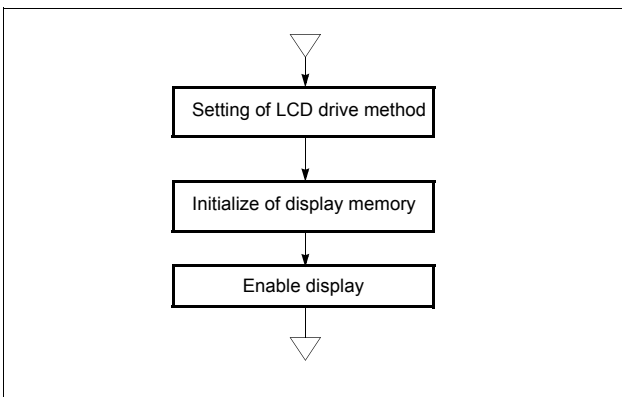 Setting of LCD drive method
Initialize of display memory
Enable display